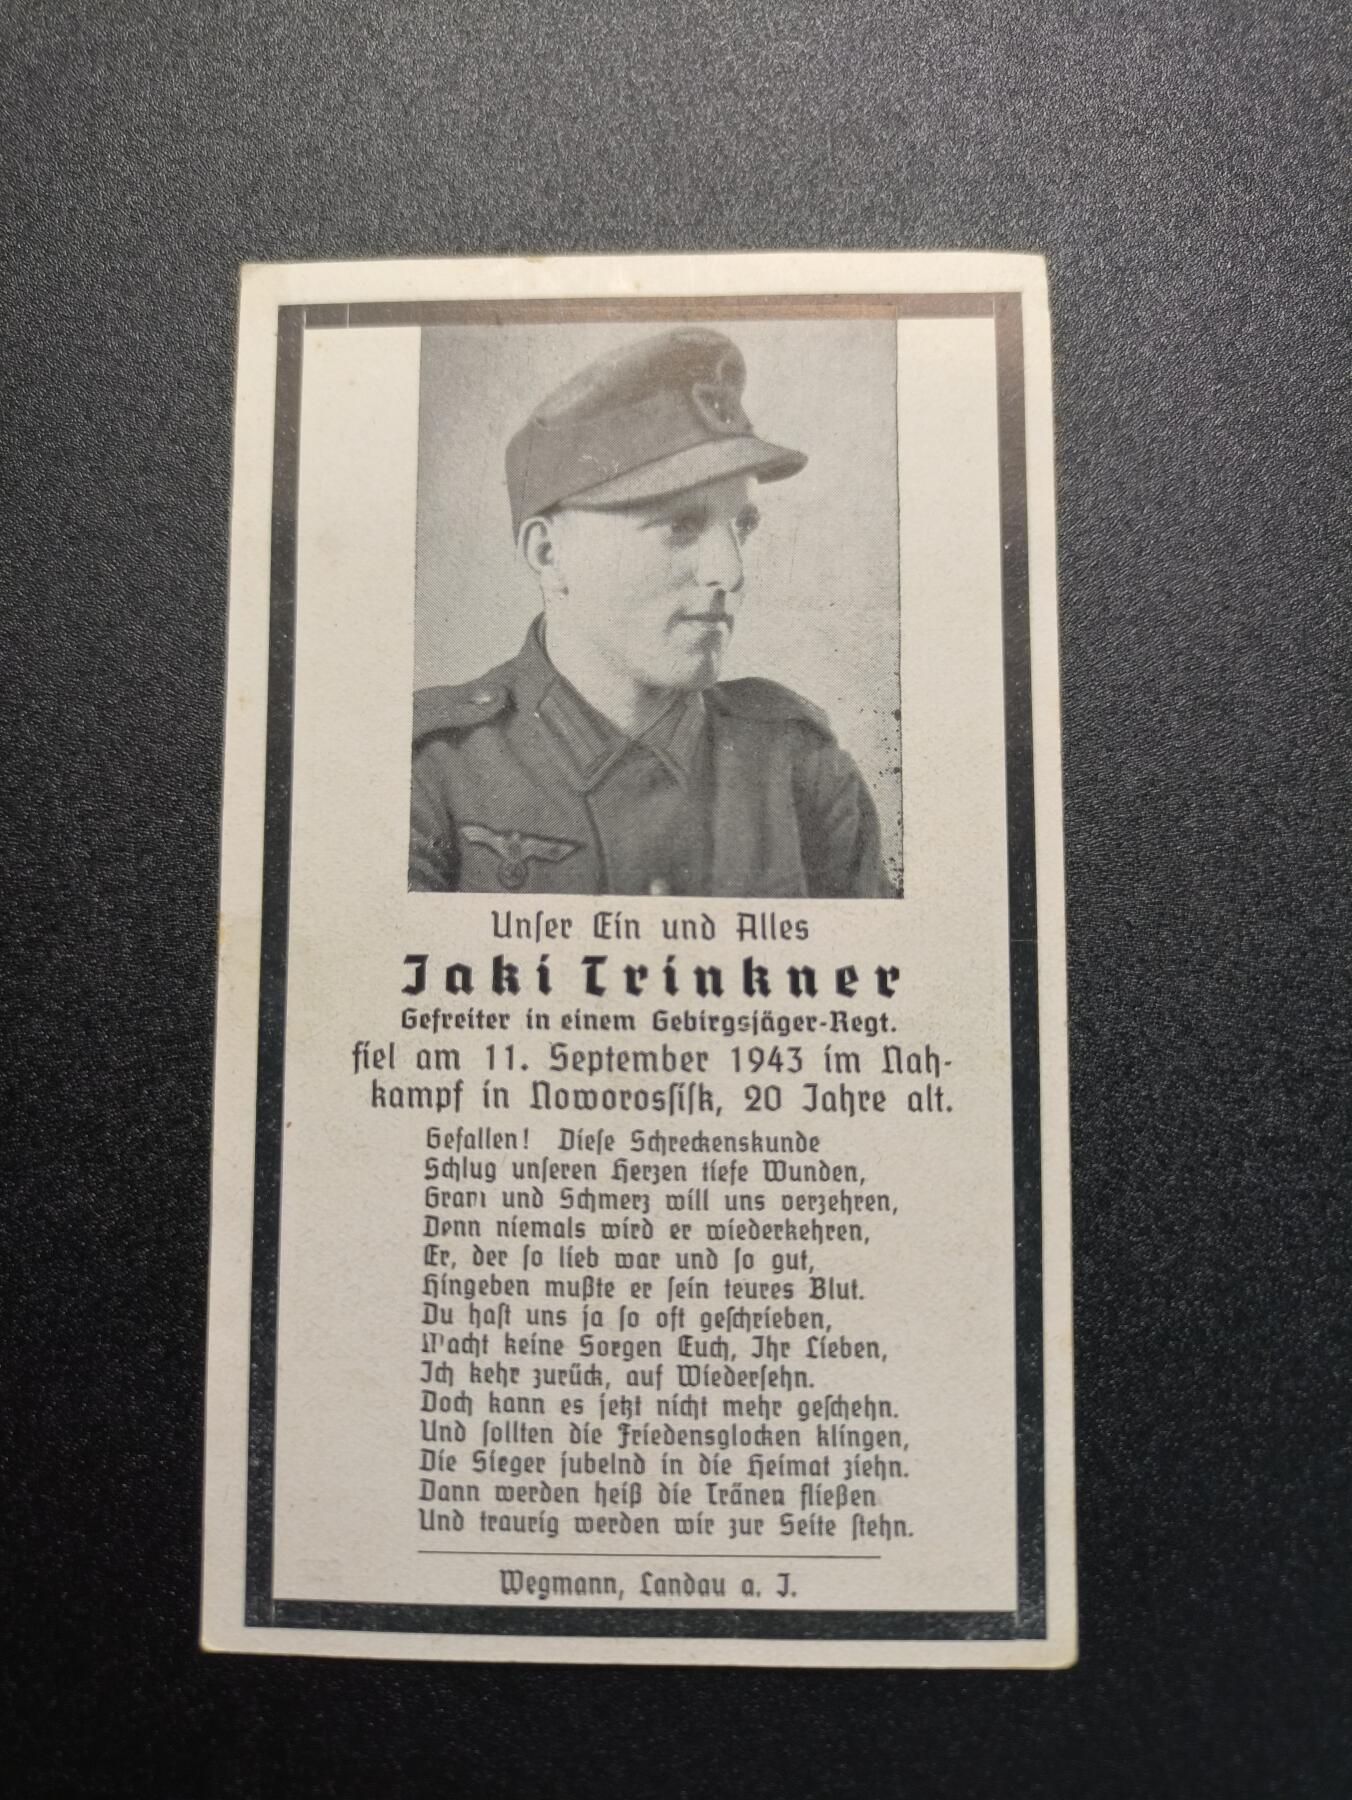 Unſer Ein und Alles
Jaki Trinkner
Gefreiter in einem Gebirgsjäger-Regt.
fiel am 11. September 1943 im Nah-
kampf in Noworosſiſk, 20 Jahre alt.
Gefallen! Dieſe Schreckenskunde
Schlug unſeren Herzen tiefe Wunden,
Gram und Schmerz will uns verzehren,
Denn niemals wird er wiederkehren,
Er, der ſo lieb war und ſo gut,
Hingeben mußte er ſein teures Blut.
Du haſt uns ja ſo oft geſchrieben,
Macht keine Sorgen Euch, Ihr Lieben,
Ich kehr zurück, auf Wiederſehn.
Doch kann es jetzt nicht mehr geſchehn.
Und ſollten die Friedensglocken klingen,
Die Sieger jubelnd in die Heimat ziehn.
Dann werden heiß die Tränen fließen
Und traurig werden wir zur Seite ſtehn.
Wegmann, Landau a. J.